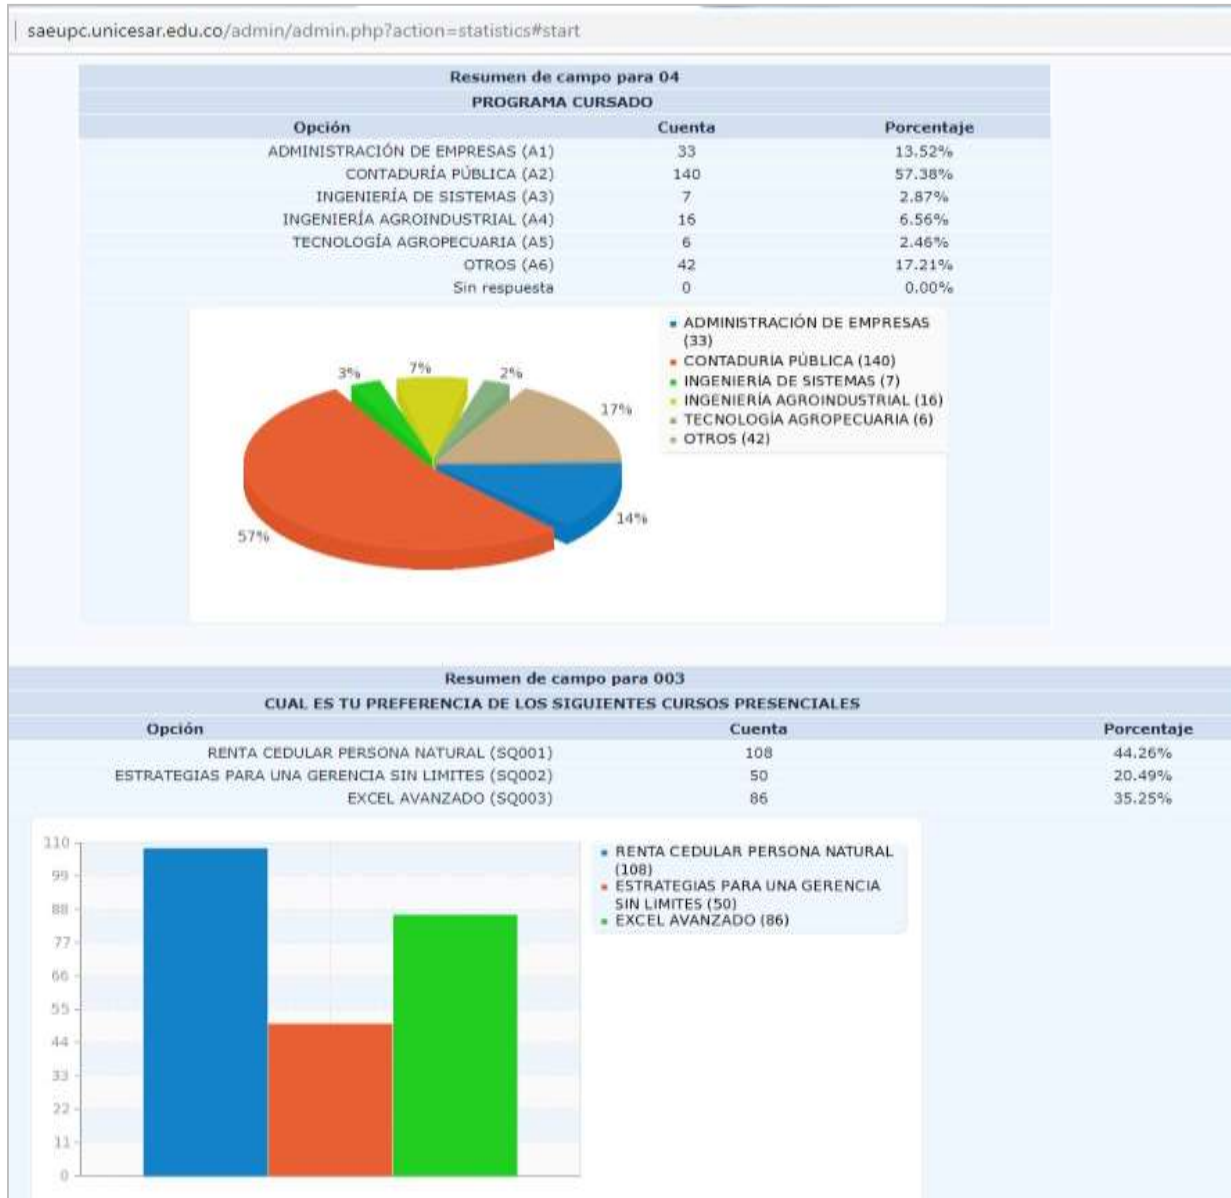 saeupc.unicesar.edu.co/admin/admin.php?action=statistics#start
Resumen de campo para 04
PROGRAMA CURSADO
Opción Cuenta Porcentaje
ADMINISTRACIÓN DE EMPRESAS (A1) 33 13.52%
CONTADURÍA PÚBLICA (A2) 140 57.38%
INGENIERÍA DE SISTEMAS (A3) 7 2.87%
INGENIERÍA AGROINDUSTRIAL (A4) 16 6.56%
TECNOLOGÍA AGROPECUARIA (A5) 6 2.46%
OTROS (A6) 42 17.21%
Sin respuesta 0 0.00%
3%
7%
2%
17%
14%
57%
ADMINISTRACIÓN DE EMPRESAS
(33)
CONTADURÍA PÚBLICA (140)
INGENIERÍA DE SISTEMAS (7)
INGENIERÍA AGROINDUSTRIAL (16)
TECNOLOGÍA AGROPECUARIA (6)
OTROS (42)
Resumen de campo para 003
CUAL ES TU PREFERENCIA DE LOS SIGUIENTES CURSOS PRESENCIALES
Opción Cuenta Porcentaje
RENTA CEDULAR PERSONA NATURAL (SQ001) 108 44.26%
ESTRATEGIAS PARA UNA GERENCIA SIN LIMITES (SQ002) 50 20.49%
EXCEL AVANZADO (SQ003) 86 35.25%
110
99
88
77
66
55
44
33
22
11
0
RENTA CEDULAR PERSONA NATURAL
(108)
ESTRATEGIAS PARA UNA GERENCIA
SIN LIMITES (50)
EXCEL AVANZADO (86)